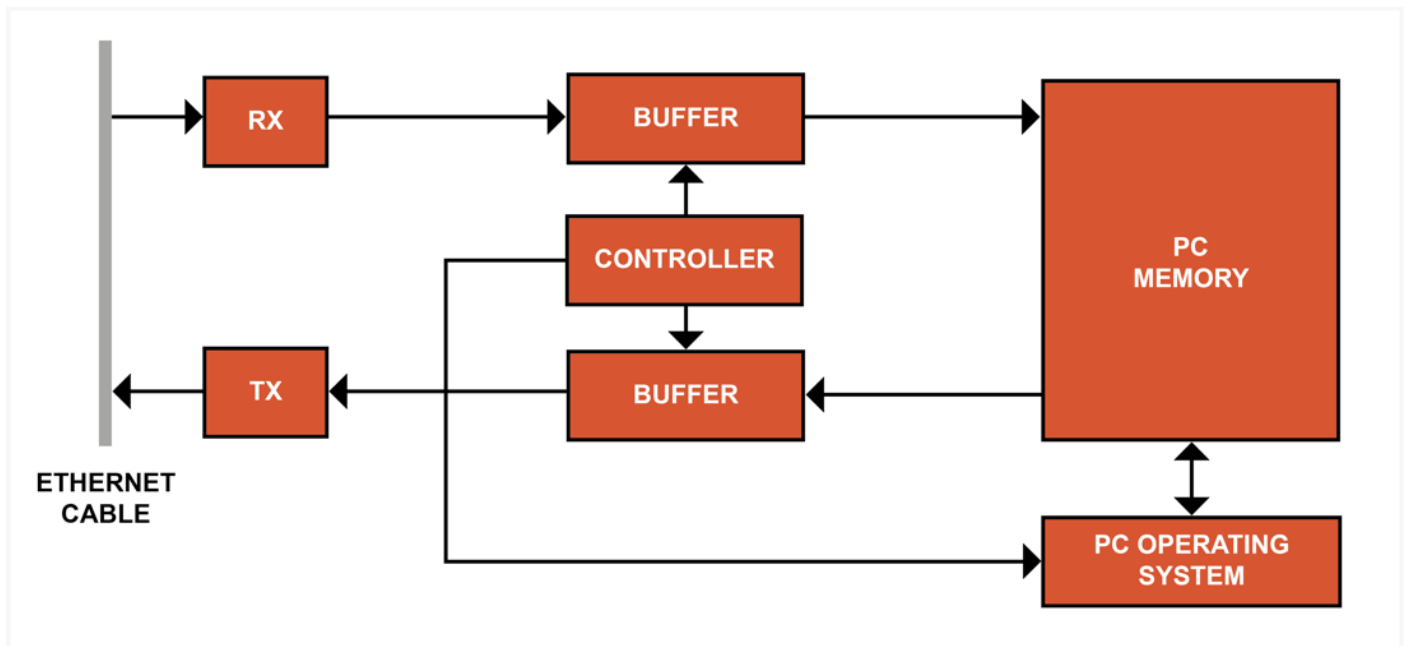 RX
BUFFER
CONTROLLER
PC
MEMORY
TX
BUFFER
ETHERNET
CABLE
PC OPERATING
SYSTEM